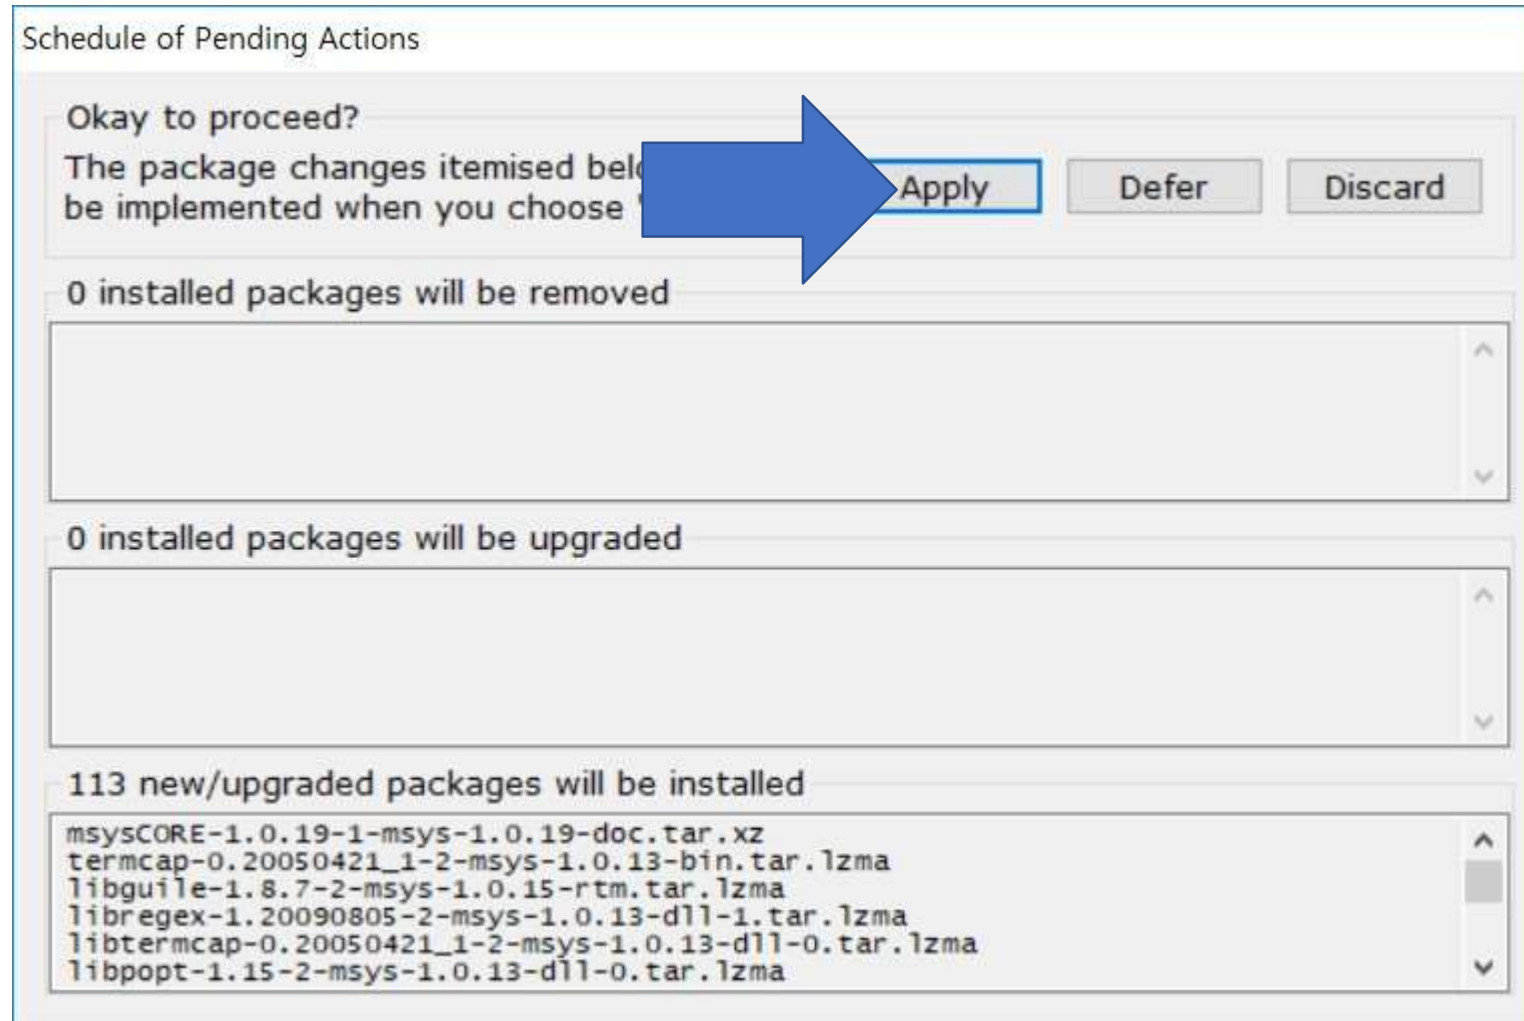 Schedule of Pending Actions
Okay to proceed?
The package changes itemised
be implemented when you choose
Apply
Defer
Discard
0 installed packages will be removed
0 installed packages will be upgraded
113 new/upgraded packages will be installed
msysCORE-1.0.19-1-msys-1.0.19-doc.tar.xz
termcap-0.20050421_1-2-msys-1.0.13-bin.tar.lzma
libguile-1.8.7-2-msys-1.0.15-rtm.tar.lzma
libregex-1.20090805-2-msys-1.0.13-dll-1.tar.lzma
libtermcap-0.20050421_1-2-msys-1.0.13-dll-0.tar.lzma
libpopt-1.15-2-msys-1.0.13-dll-0.tar.lzma